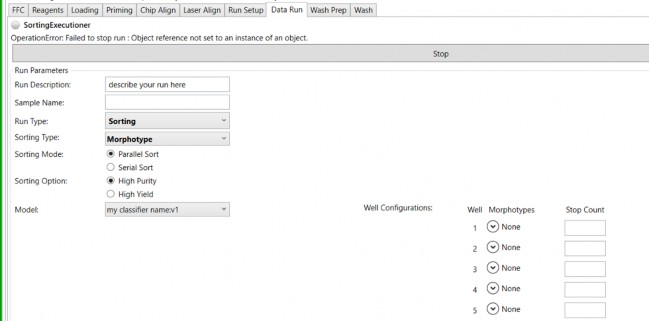 FFC Reagents Loading Priming Chip Align Laser Align Run Setup Data Run Wash Prep Wash
SortingExecutioner
OperationError: Failed to stop run : Object reference not set to an instance of an object.
Stop
Run Parameters
Run Description: describe your run here
Sample Name:
Run Type: Sorting
Sorting Type: Morphotype
Sorting Mode: Parallel Sort
Serial Sort
Sorting Option: High Purity
High Yield
Model: my classifier name:v1
Well Configurations: Well Morphotypes Stop Count
1 None
2 None
3 None
4 None
5 None